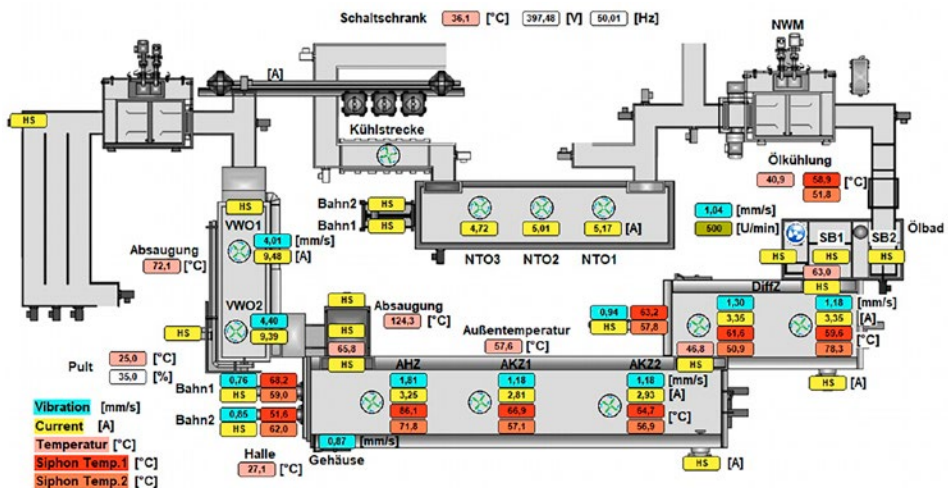 Schaltschrank 36,1 [°C] 397,48 [V] 50,01 [Hz]
NWM
[A]
HS
Kühlstrecke
Ölkühlung
40,9 58,9 [°C]
51,8
Bahn2 HS
Bahn1 HS
4,72 5,01 5,17 [A]
NTO3 NTO2 NTO1
1,04 [mm/s]
500 [U/min]
Ölbad
SB1 SB2
HS HS HS
63,0
HS
VWO1
4,01 [mm/s]
9,48 [A]
Absaugung
72,1 [°C]
VWO2
4,40
9,39
HS
HS
HS
65,8
HS
Absaugung
124,3 [°C]
Außentemperatur
57,6 [°C]
0,94 63,2
HS 57,8
HS
DiffZ
1,30 1,18 [mm/s]
3,35 3,35 [A]
61,6 59,6 [°C]
50,9 78,3
46,8
HS
HS [A]
Pult
25,0 [°C]
35,0 [%]
Bahn1
0,76 68,2
HS 59,0
Bahn2
0,85 51,6
HS 62,0
AHZ AKZ1 AKZ2
1,81 1,18 1,18 [mm/s]
3,25 2,81 2,93 [A]
86,1 66,9 64,7 [°C]
71,8 57,1 56,9
0,87 [mm/s]
Gehäuse
Halle
27,1 [°C]
HS [A]
Vibration [mm/s]
Current [A]
Temperatur [°C]
Siphon Temp.1 [°C]
Siphon Temp.2 [°C]